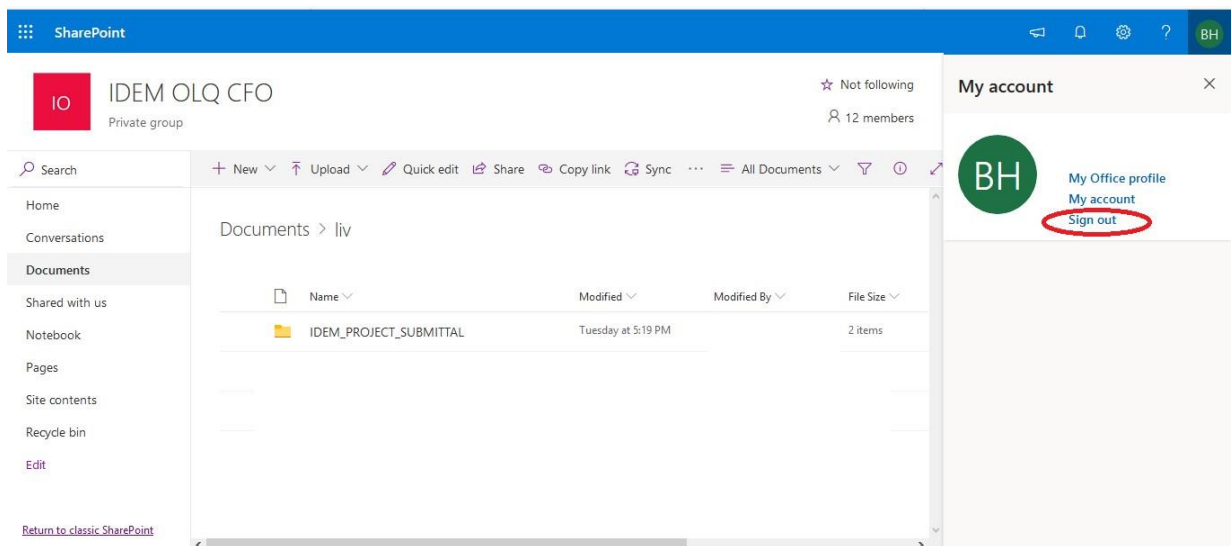 SharePoint
? BH
IO
IDEM OLQ CFO
Private group
Not following
12 members
Search
Home
Conversations
Documents
Shared with us
Notebook
Pages
Site contents
Recycle bin
Edit
Return to classic SharePoint
+ New Upload Quick edit Share Copy link Sync ... All Documents
Documents > liv
Name Modified Modified By File Size
IDEM_PROJECT_SUBMITTAL Tuesday at 5:19 PM 2 items
My account
BH
My Office profile
My account
Sign out